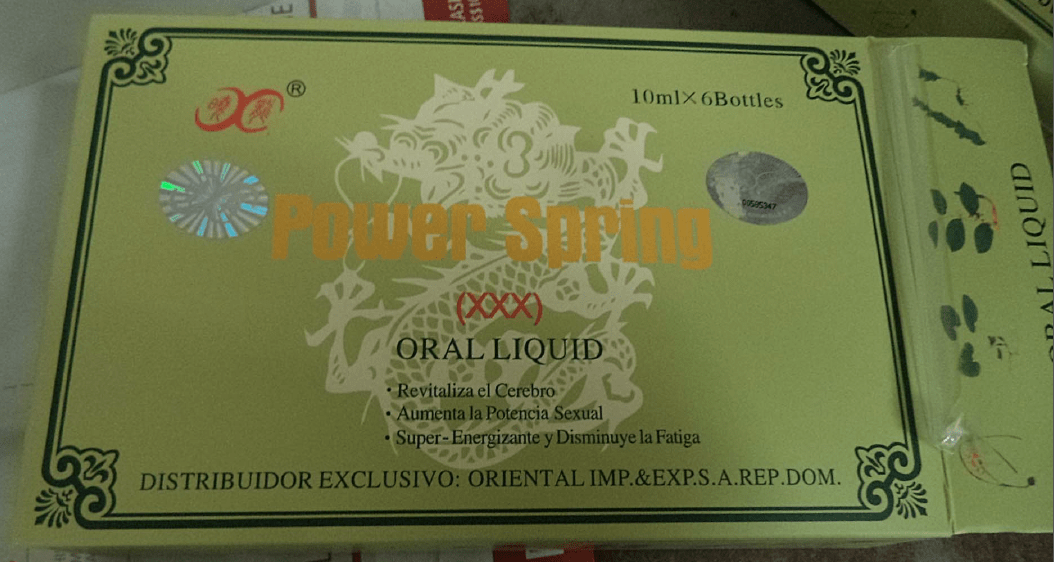 ®
10ml×6Bottles
Power Spring
(XXX)
ORAL LIQUID
· Revitaliza el Cerebro
· Aumenta la Potencia Sexual
· Super-Energizante y Disminuye la Fatiga
DISTRIBUIDOR EXCLUSIVO: ORIENTAL IMP.&EXP.S.A.REP.DOM.
ORAL LIQUID